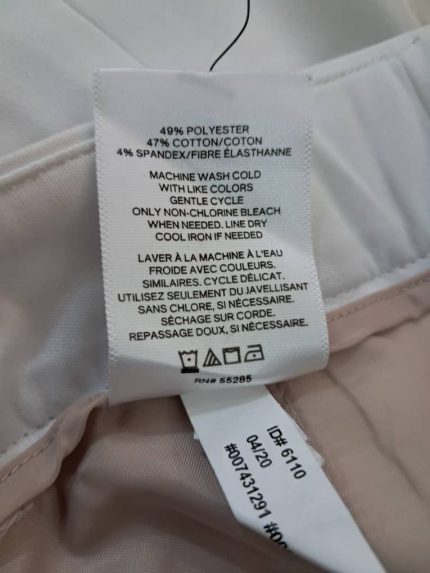 49% POLYESTER
47% COTTON/COTON
4% SPANDEX/FIBRE ÉLASTHANNE
MACHINE WASH COLD
WITH LIKE COLORS
GENTLE CYCLE
ONLY NON-CHLORINE BLEACH
WHEN NEEDED. LINE DRY
COOL IRON IF NEEDED
LAVER À LA MACHINE À L'EAU
FROIDE AVEC COULEURS.
SIMILAIRES. CYCLE DÉLICAT.
UTILISEZ SEULEMENT DU JAVELLISANT
SANS CHLORE, SI NÉCESSAIRE.
SÉCHAGE SUR CORDE.
REPASSAGE DOUX, SI NÉCESSAIRE.
RN# 55285
ID# 6110
04/20
#007431291 #00